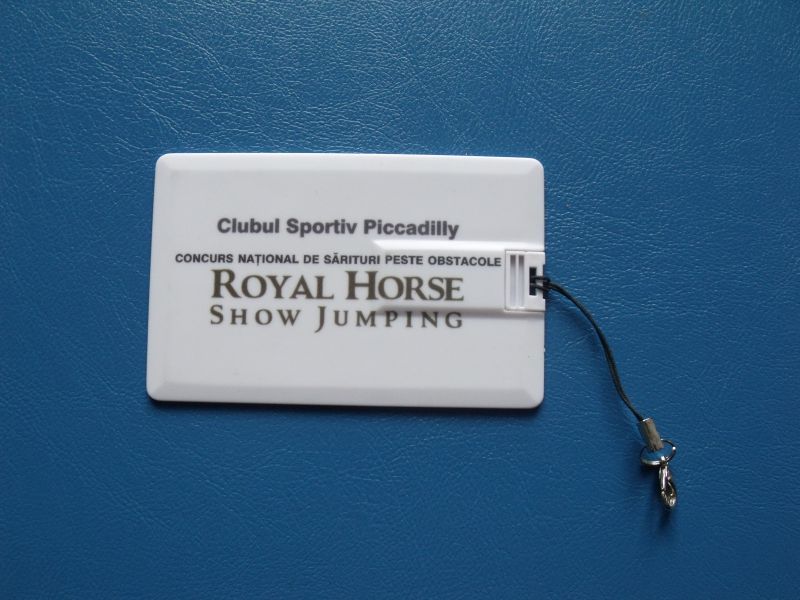 Clubul Sportiv Piccadilly
CONCURS NAȚIONAL DE SĂRITURI PESTE OBSTACOLE
ROYAL HORSE
SHOW JUMPING